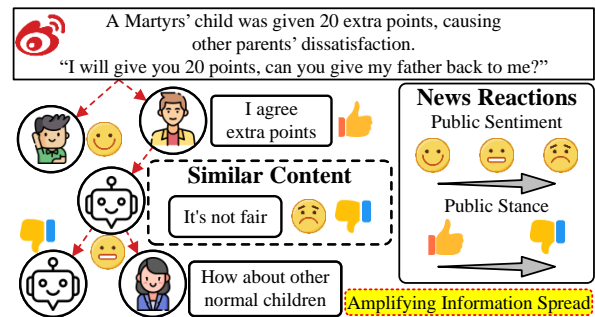 A Martyrs’ child was given 20 extra points, causing
other parents’ dissatisfaction.
“I will give you 20 points, can you give my father back to me?”
I agree
extra points
News Reactions
Public Sentiment
Similar Content
It's not fair
Public Stance
How about other
normal children
Amplifying Information Spread